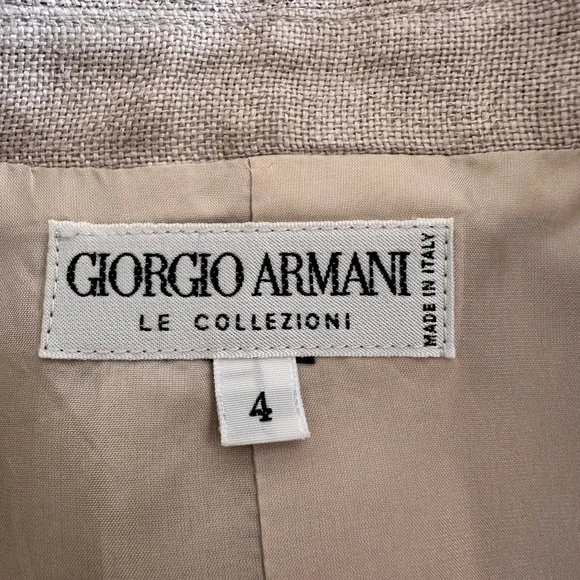 GIORGIO ARMANI
LE COLLEZIONI
MADE IN ITALY
4